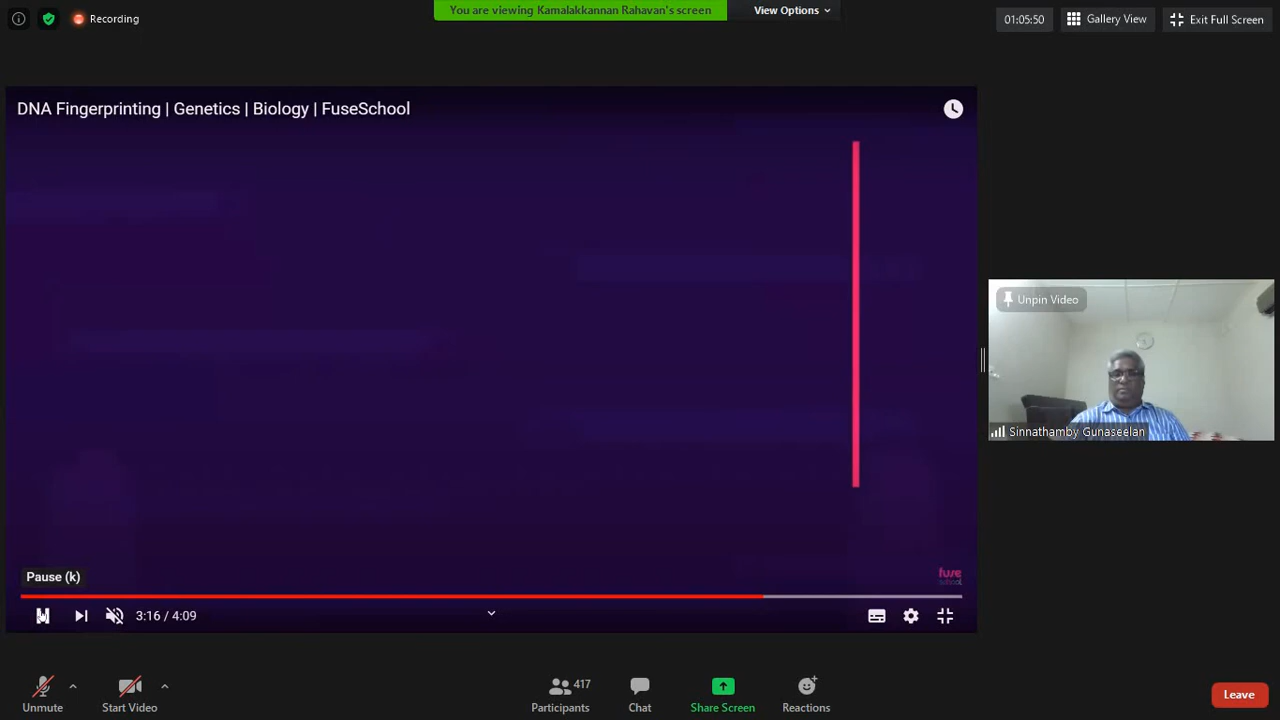 Recording
You are viewing Kamalakkannan Rahavan's screen
View Options
01:05:50
Gallery View
Exit Full Screen
DNA Fingerprinting | Genetics | Biology | FuseSchool
Unpin Video
Sinnathamby Gunaseelan
Pause (k)
fuse
school
3:16 / 4:09
417
Unmute
Start Video
Participants
Chat
Share Screen
Reactions
Leave